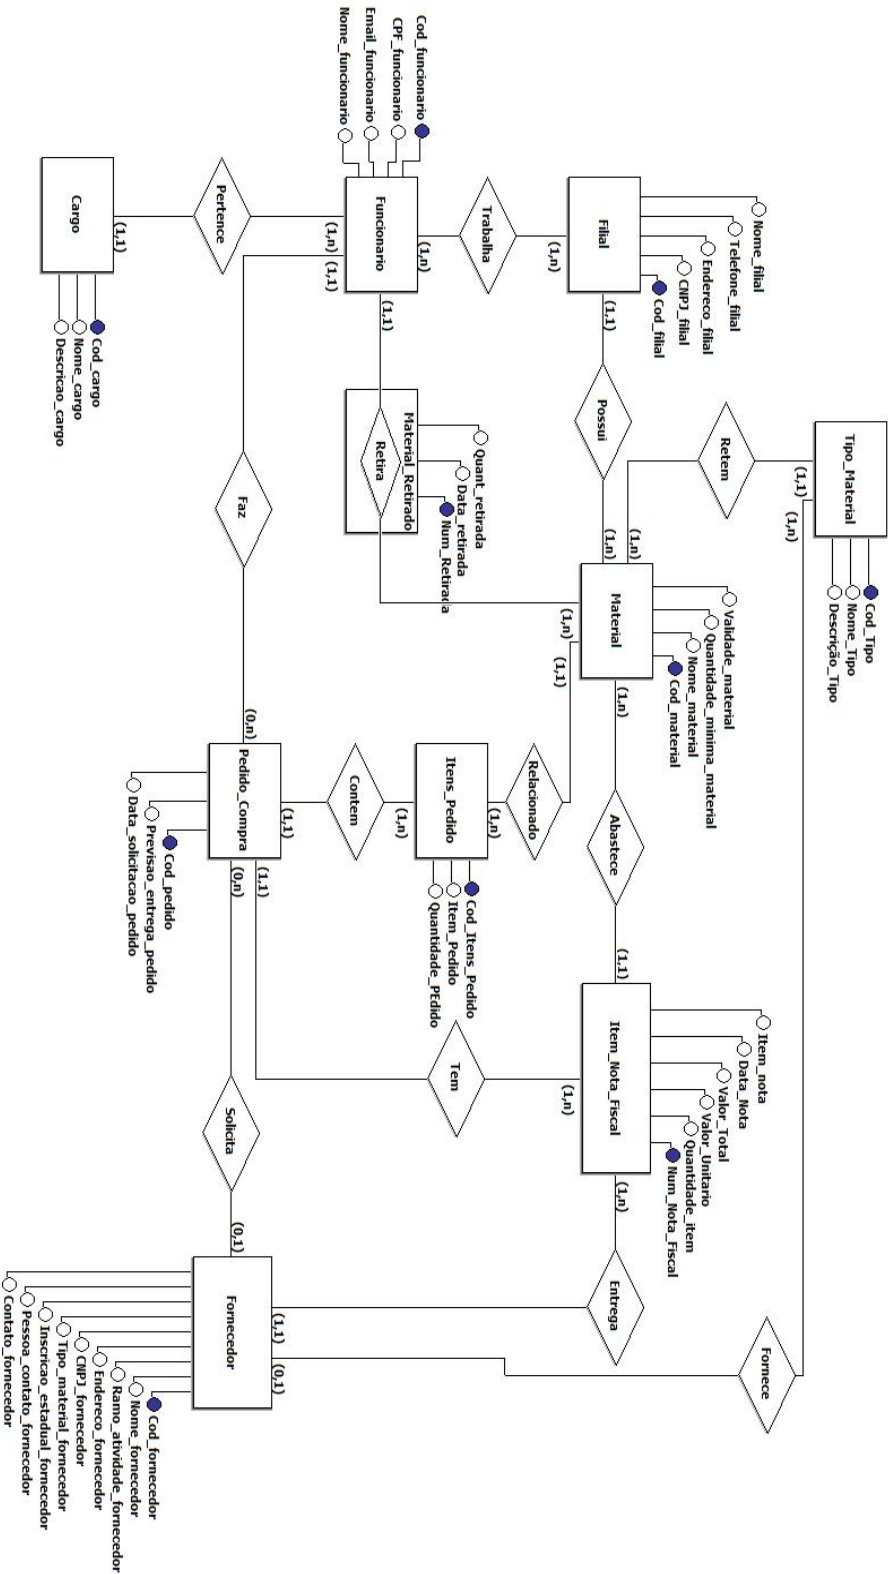 Cod_funcionario
CPF_funcionario
Email_funcionario
Nome_funcionario
Funcionario
(1,n)
(1,n)
(1,1)
(1,1)
Trabalha
(1,n)
Filial
Nome_filial
Telefone_filial
Endereco_filial
CNPJ_filial
Cod_filial
(1,1)
Possui
(1,n)
Pertence
(1,1)
Cargo
Cod_cargo
Nome_cargo
Descricao_cargo
Material_Retirado
Retira
Quant_retirada
Data_retirada
Num_Retirada
Tipo_Material
Cod_Tipo
Nome_Tipo
Descrição_Tipo
(1,1)
(1,n)
Retem
(1,n)
Material
Validade_material
Quantidade_minima_material
Nome_material
Cod_material
(1,n)
(1,1)
(1,n)
Faz
(0,n)
Pedido_Compra
Cod_pedido
Previsao_entrega_pedido
Data_solicitacao_pedido
(1,1)
(1,1)
(0,n)
Contem
(1,n)
Itens_Pedido
(1,n)
Cod_Itens_Pedido
Item_Pedido
Quantidade_PEdido
Relacionado
Abastece
(1,1)
Item_Nota_Fiscal
Item_nota
Data_Nota
Valor_Total
Valor_Unitario
Quantidade_item
Num_Nota_Fiscal
(1,n)
(1,n)
Tem
Solicita
(0,1)
Entrega
Fornece
Fornecedor
(1,1)
(0,1)
Cod_fornecedor
Nome_fornecedor
Ramo_atividade_fornecedor
Endereco_fornecedor
CNPJ_fornecedor
Tipo_material_fornecedor
Inscricao_estadual_fornecedor
Pessoa_contato_fornecedor
Contato_fornecedor